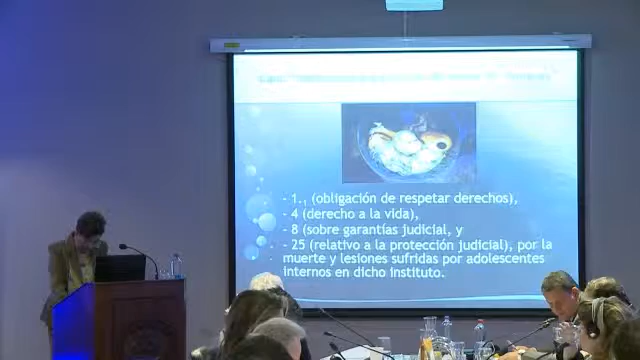 - 1., (obligación de respetar derechos),
- 4 (derecho a la vida),
- 8 (sobre garantías judicial, y
- 25 (relativo a la protección judicial), por la
muerte y lesiones sufridas por adolescentes
internos en dicho instituto.